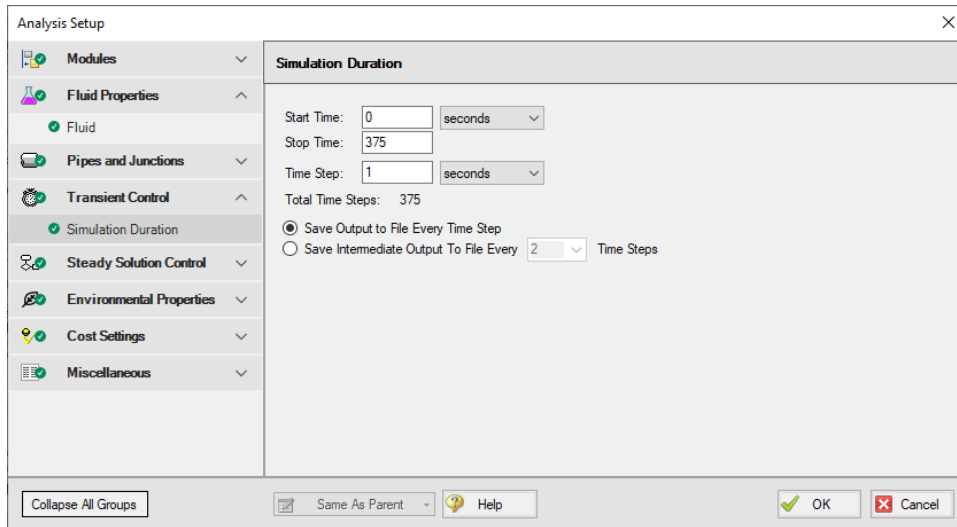 Analysis Setup
Modules
Fluid Properties
Fluid
Pipes and Junctions
Transient Control
Simulation Duration
Steady Solution Control
Environmental Properties
Cost Settings
Miscellaneous
Simulation Duration
Start Time: 0 seconds
Stop Time: 375
Time Step: 1 seconds
Total Time Steps: 375
Save Output to File Every Time Step
Save Intermediate Output To File Every 2 Time Steps
Collapse All Groups
Same As Parent
Help
OK
Cancel